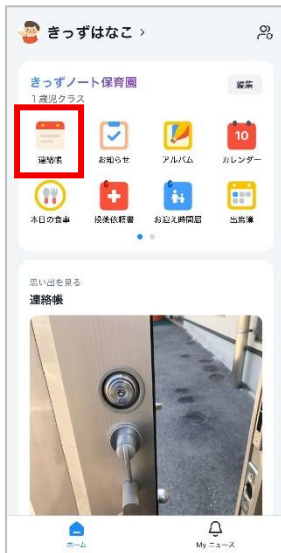 きっずはなこ >
きっずノート保育園 編集
1歳児クラス
連絡帳 お知らせ アルバム カレンダー
10
本日の食事 投薬依頼書 お迎え時間届 出席簿
思い出を見る
連絡帳
ホーム My ニュース